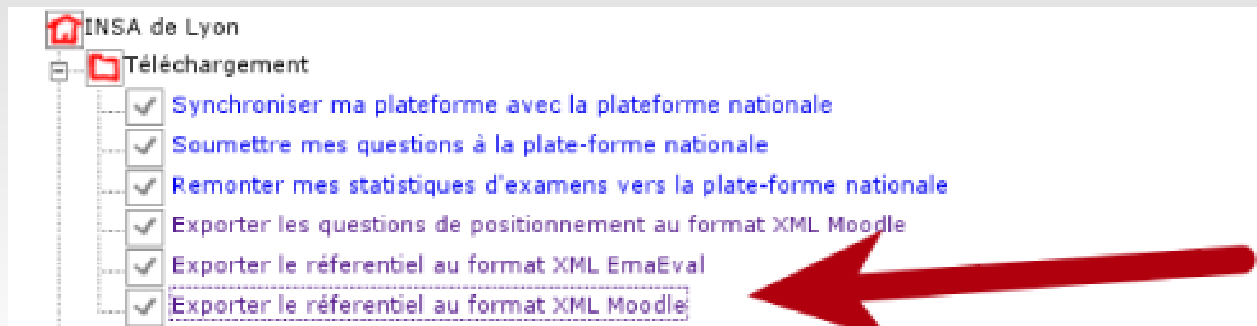 INSA de Lyon
Téléchargement
Synchroniser ma plateforme avec la plateforme nationale
Soumettre mes questions à la plate-forme nationale
Remonter mes statistiques d'examens vers la plate-forme nationale
Exporter les questions de positionnement au format XML Moodle
Exporter le réferentiel au format XML EmaEval
Exporter le réferentiel au format XML Moodle